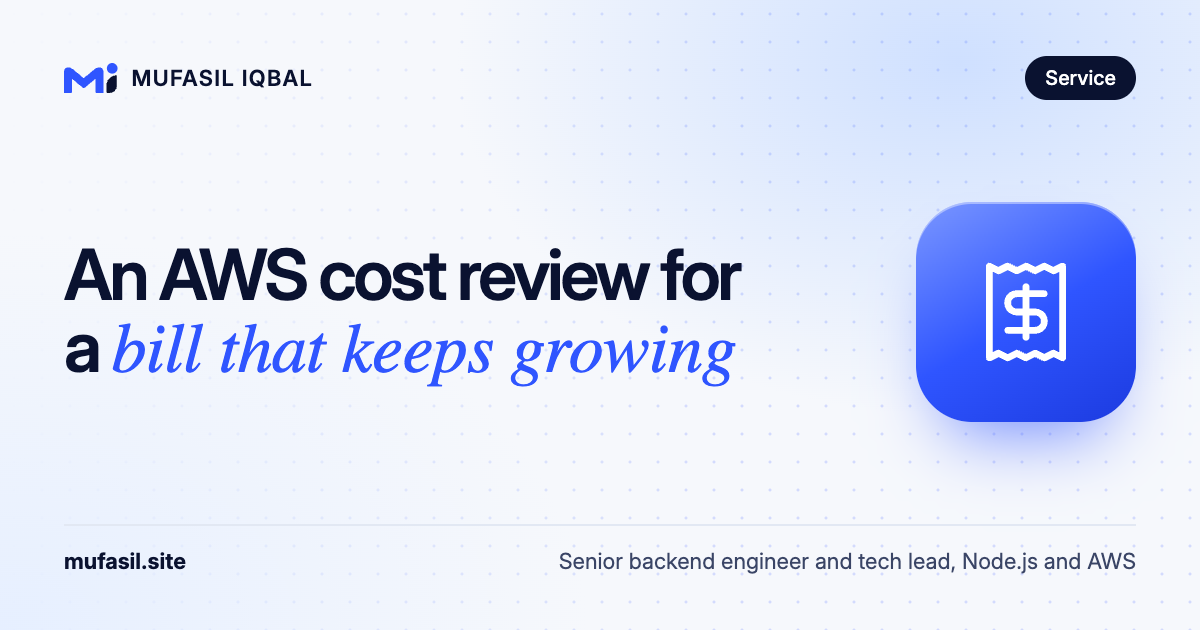 MUFASIL IQBAL
Service
An AWS cost review for
a bill that keeps growing
mufasil.site
Senior backend engineer and tech lead, Node.js and AWS